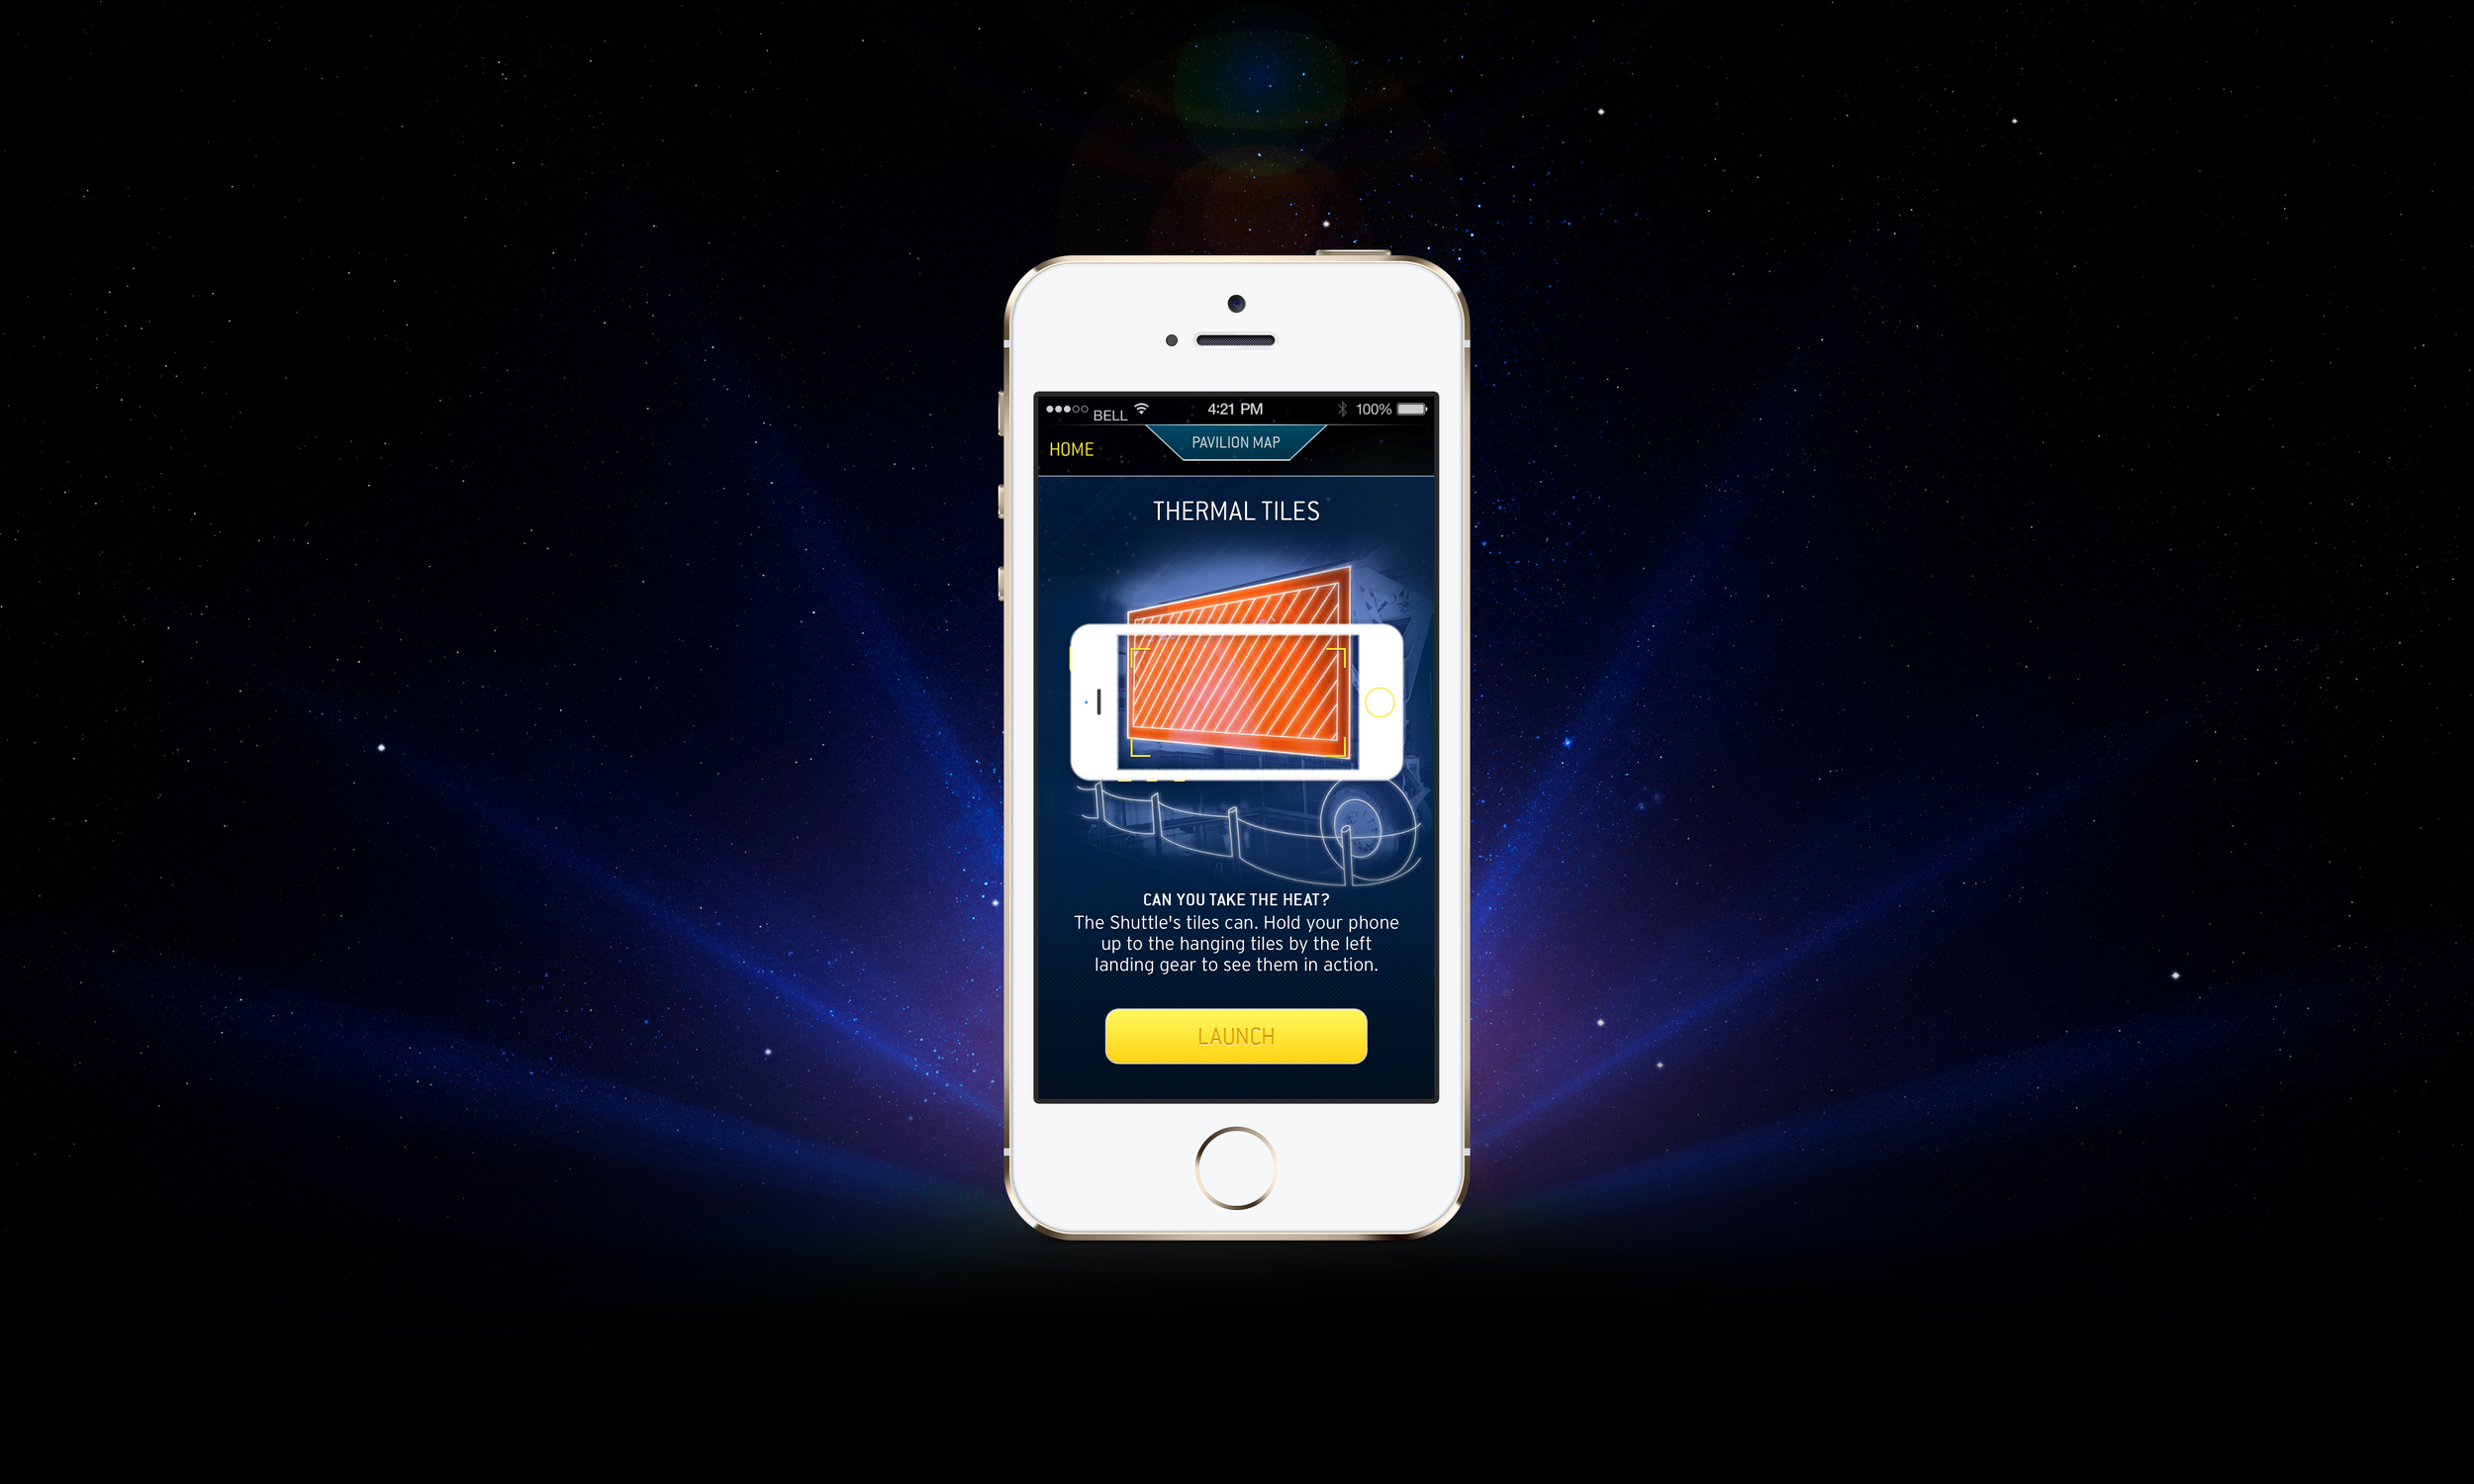 BELL 4:21 PM 100%
HOME
PAVILION MAP
THERMAL TILES
CAN YOU TAKE THE HEAT?
The Shuttle's tiles can. Hold your phone
up to the hanging tiles by the left
landing gear to see them in action.
LAUNCH